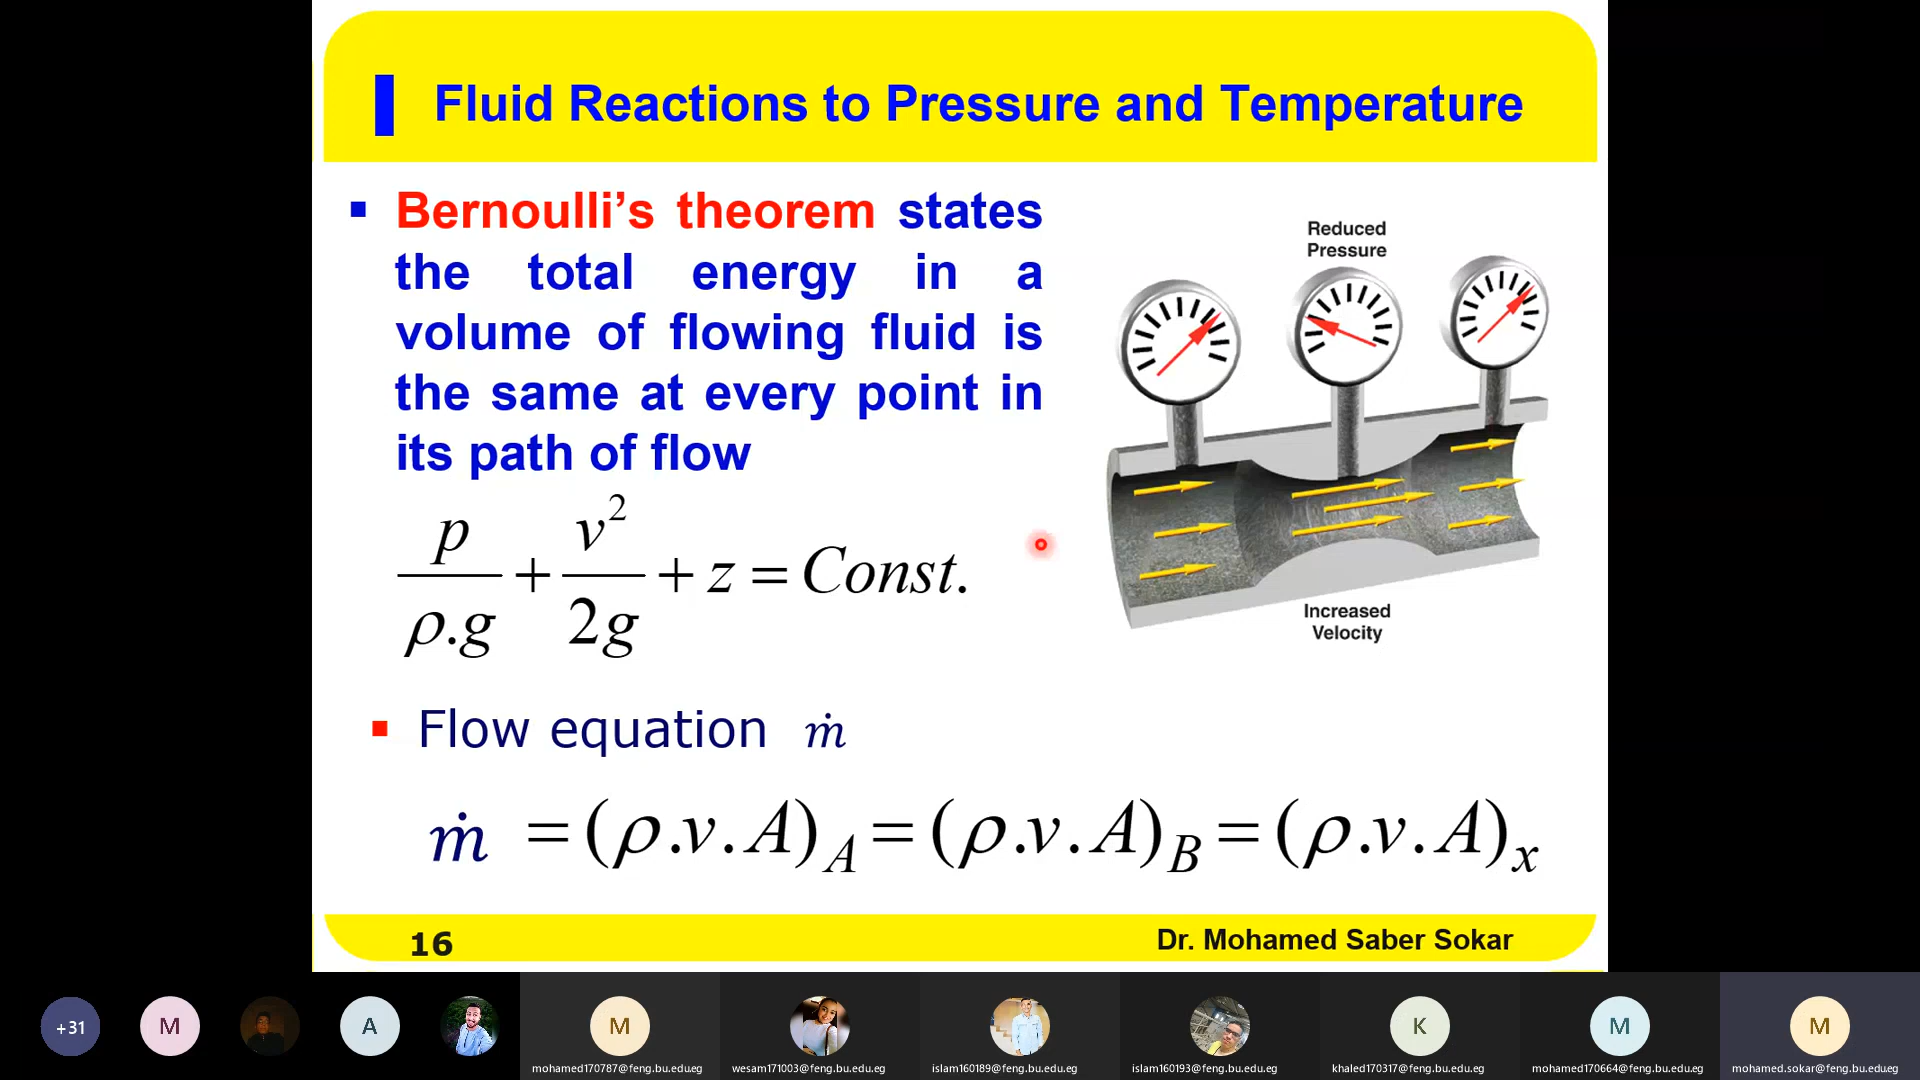 Fluid Reactions to Pressure and Temperature
▪ Bernoulli’s theorem states
the total energy in a
volume of flowing fluid is
the same at every point in
its path of flow
p/ρ.g + v²/2g + z = Const.
Reduced
Pressure
Increased
Velocity
▪ Flow equation ṁ
ṁ = (ρ.v.A)_A = (ρ.v.A)_B = (ρ.v.A)_x
16
Dr. Mohamed Saber Sokar
+31
M
A
M
K
M
M
mohamed170787@feng.bu.edu.eg
wesam171003@feng.bu.edu.eg
islam160189@feng.bu.edu.eg
islam160193@feng.bu.edu.eg
khaled170317@feng.bu.edu.eg
mohamed170664@feng.bu.edu.eg
mohamed.sokar@feng.bu.edu.eg